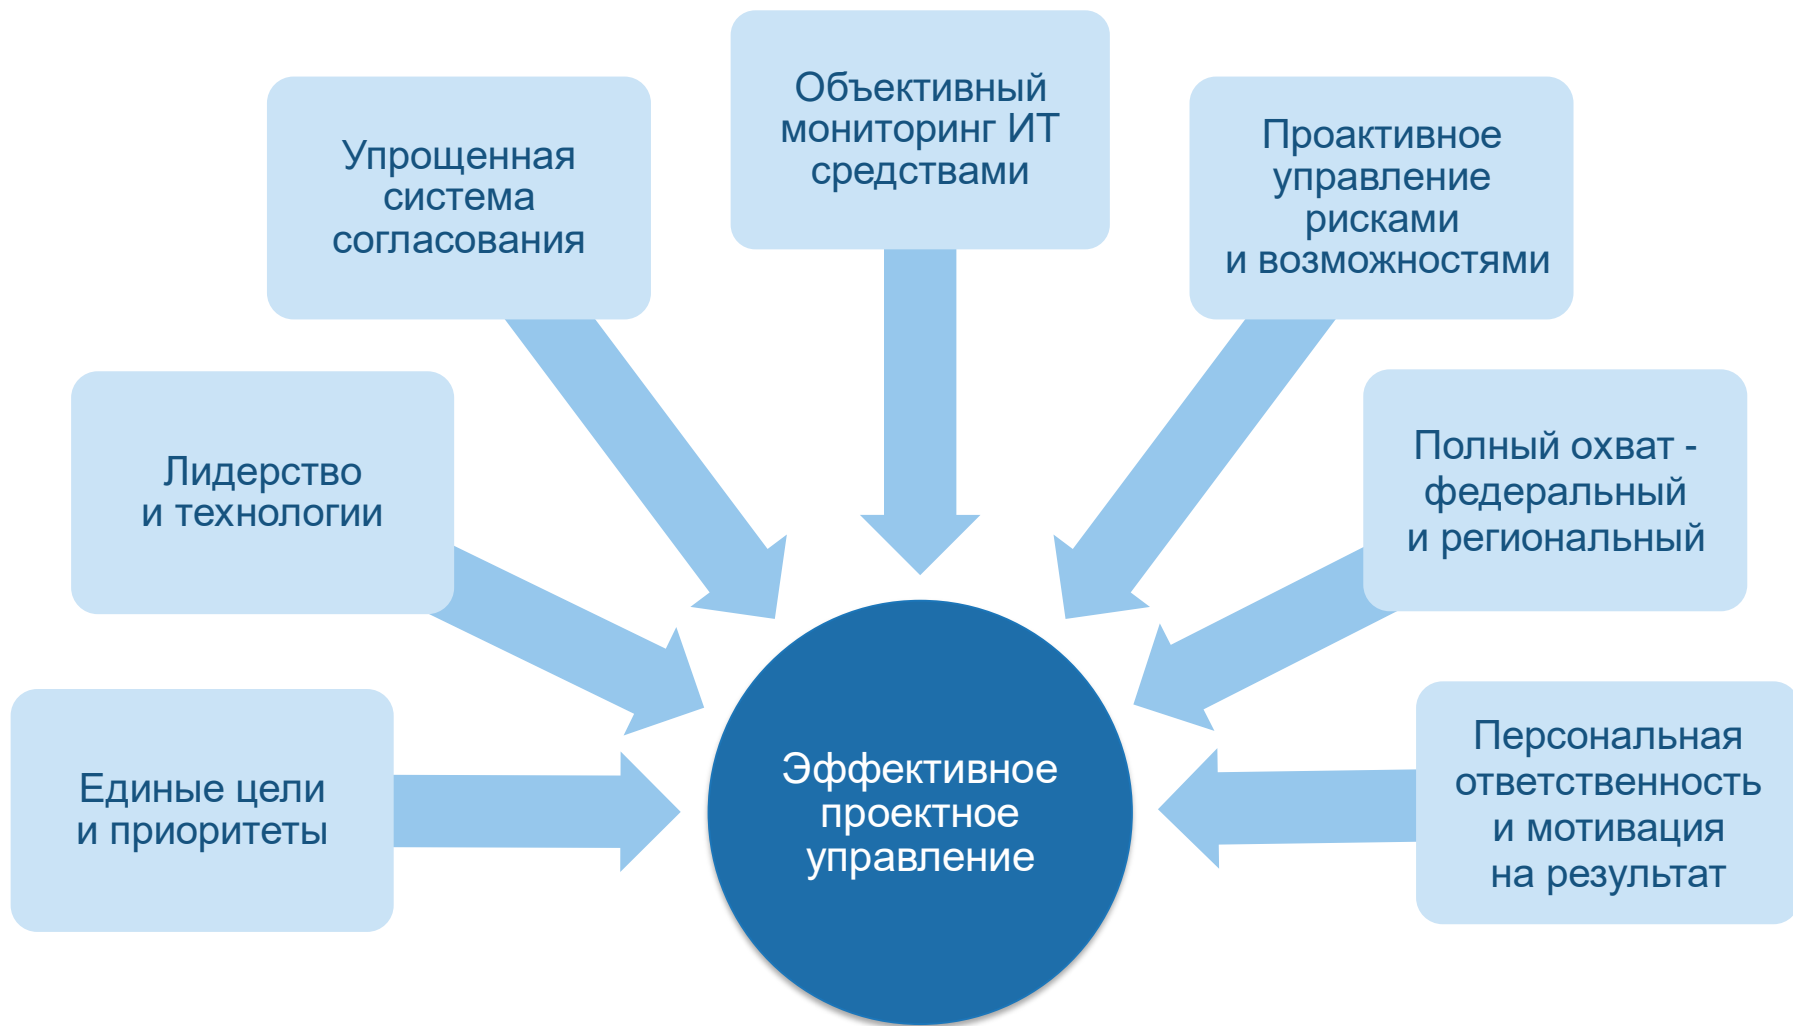 Объективный
мониторинг ИТ
средствами
Упрощенная
система
согласования
Проактивное
управление
рисками
и возможностями
Лидерство
и технологии
Полный охват -
федеральный
и региональный
Единые цели
и приоритеты
Эффективное
проектное
управление
Персональная
ответственность
и мотивация
на результат